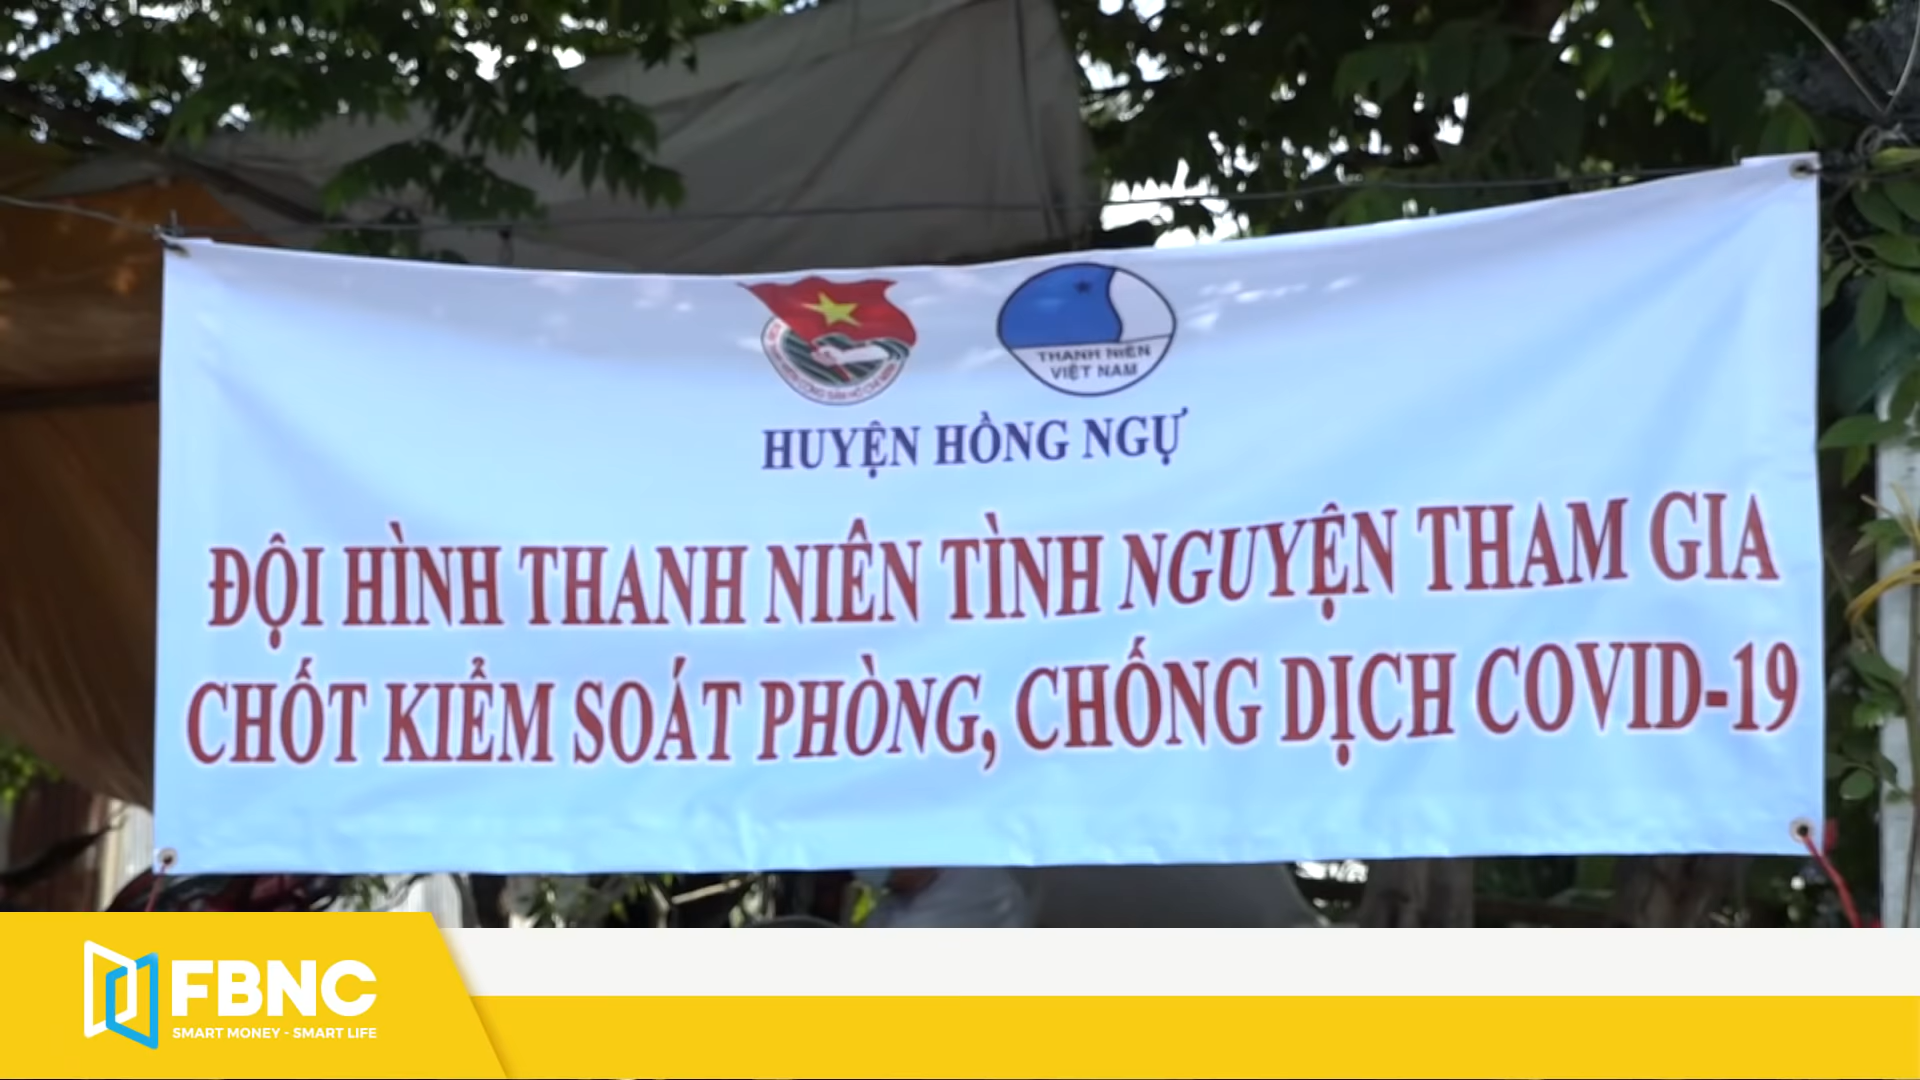 THANH NIÊN
VIỆT NAM
HUYỆN HỒNG NGỰ
ĐỘI HÌNH THANH NIÊN TÌNH NGUYỆN THAM GIA
CHỐT KIỂM SOÁT PHÒNG, CHỐNG DỊCH COVID-19
FBNC
SMART MONEY - SMART LIFE